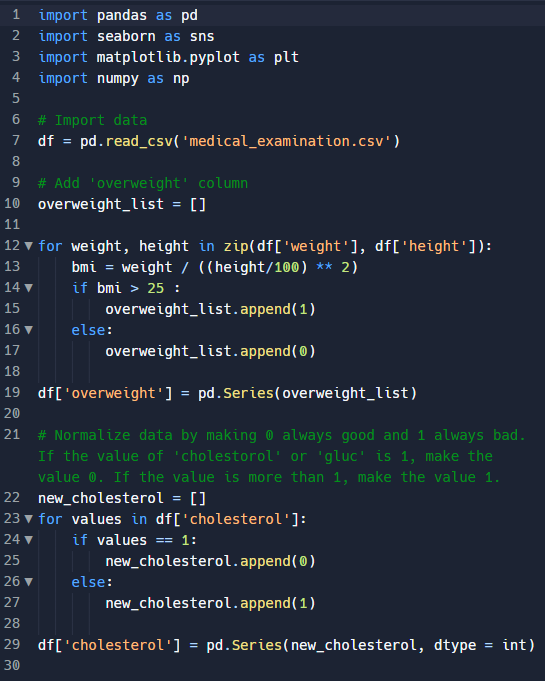 1 import pandas as pd
2 import seaborn as sns
3 import matplotlib.pyplot as plt
4 import numpy as np
5
6 # Import data
7 df = pd.read_csv('medical_examination.csv')
8
9 # Add 'overweight' column
10 overweight_list = []
11
12 for weight, height in zip(df['weight'], df['height']):
13     bmi = weight / ((height/100) ** 2)
14     if bmi > 25 :
15         overweight_list.append(1)
16     else:
17         overweight_list.append(0)
18
19 df['overweight'] = pd.Series(overweight_list)
20
21 # Normalize data by making 0 always good and 1 always bad.
If the value of 'cholestorol' or 'gluc' is 1, make the
value 0. If the value is more than 1, make the value 1.
22 new_cholesterol = []
23 for values in df['cholesterol']:
24     if values == 1:
25         new_cholesterol.append(0)
26     else:
27         new_cholesterol.append(1)
28
29 df['cholesterol'] = pd.Series(new_cholesterol, dtype = int)
30